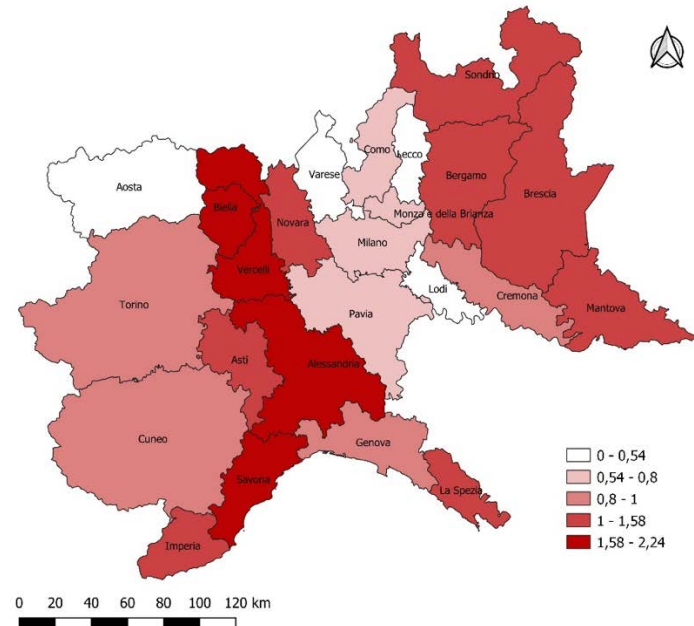 Sondrio
Como
Lecco
Varese
Aosta
Bergamo
Brescia
Biella
Novara
Monza e della Brianza
Milano
Vercelli
Lodi
Cremona
Mantova
Torino
Pavia
Asti
Alessandria
Cuneo
Genova
Savona
La Spezia
Imperia
0 - 0,54
0,54 - 0,8
0,8 - 1
1 - 1,58
1,58 - 2,24
0 20 40 60 80 100 120 km